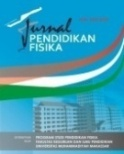 Jurnal
PENDIDIKAN
FISIKA
PROGRAM STUDI PENDIDIKAN FISIKA
FAKULTAS KEGURUAN DAN ILMU PENDIDIKAN
UNIVERSITAS MUHAMMADIYAH MAKASSAR